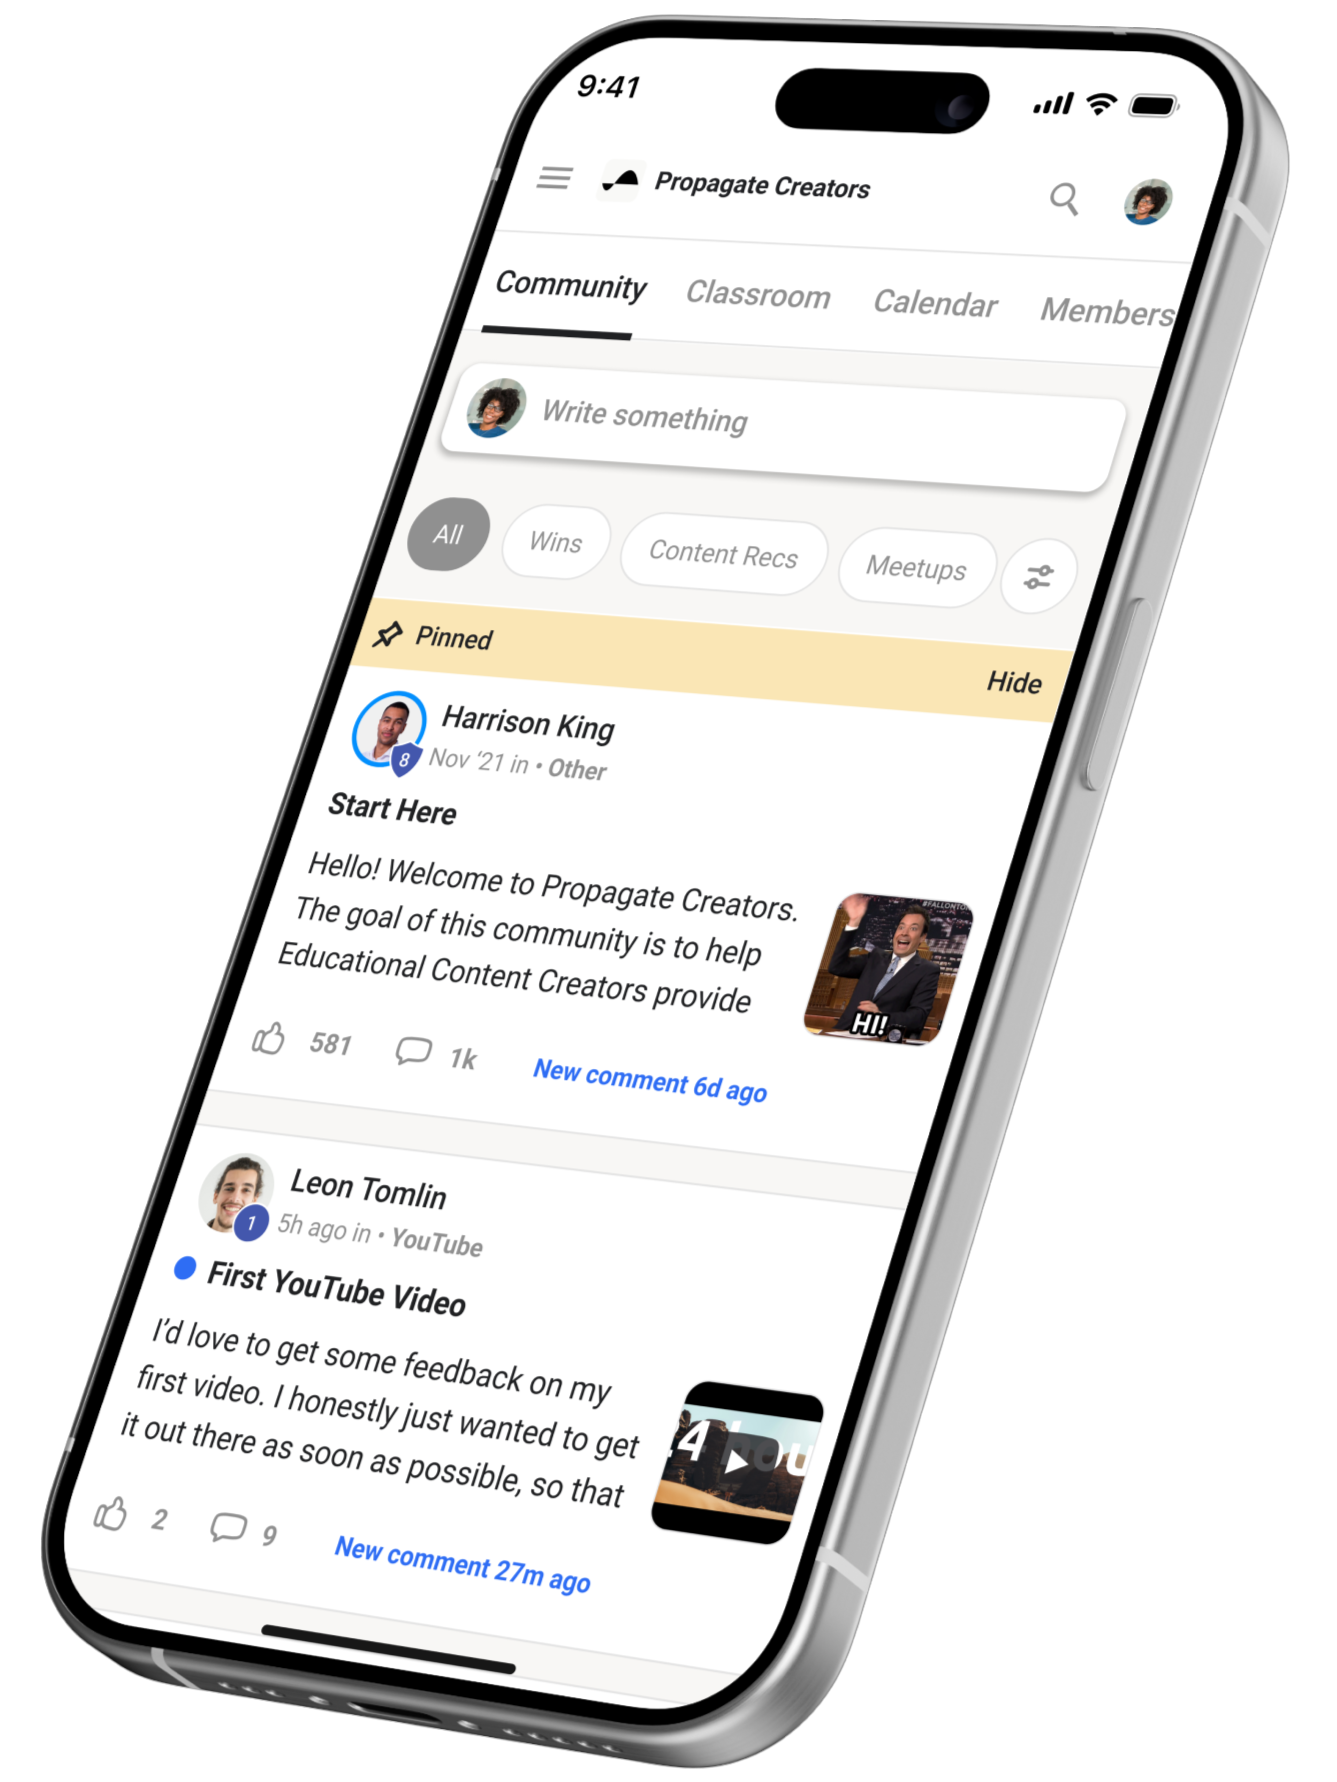 9:41
Propagate Creators
Community Classroom Calendar Members
Write something
All Wins Content Recs Meetups
Pinned Hide
Harrison King
8
Nov ‘21 in • Other
Start Here
Hello! Welcome to Propagate Creators.
The goal of this community is to help
Educational Content Creators provide
#FALLONTO
HI!
581 1k New comment 6d ago
Leon Tomlin
1
5h ago in • YouTube
First YouTube Video
I’d love to get some feedback on my
first video. I honestly just wanted to get
it out there as soon as possible, so that
24 hou
2 9 New comment 27m ago